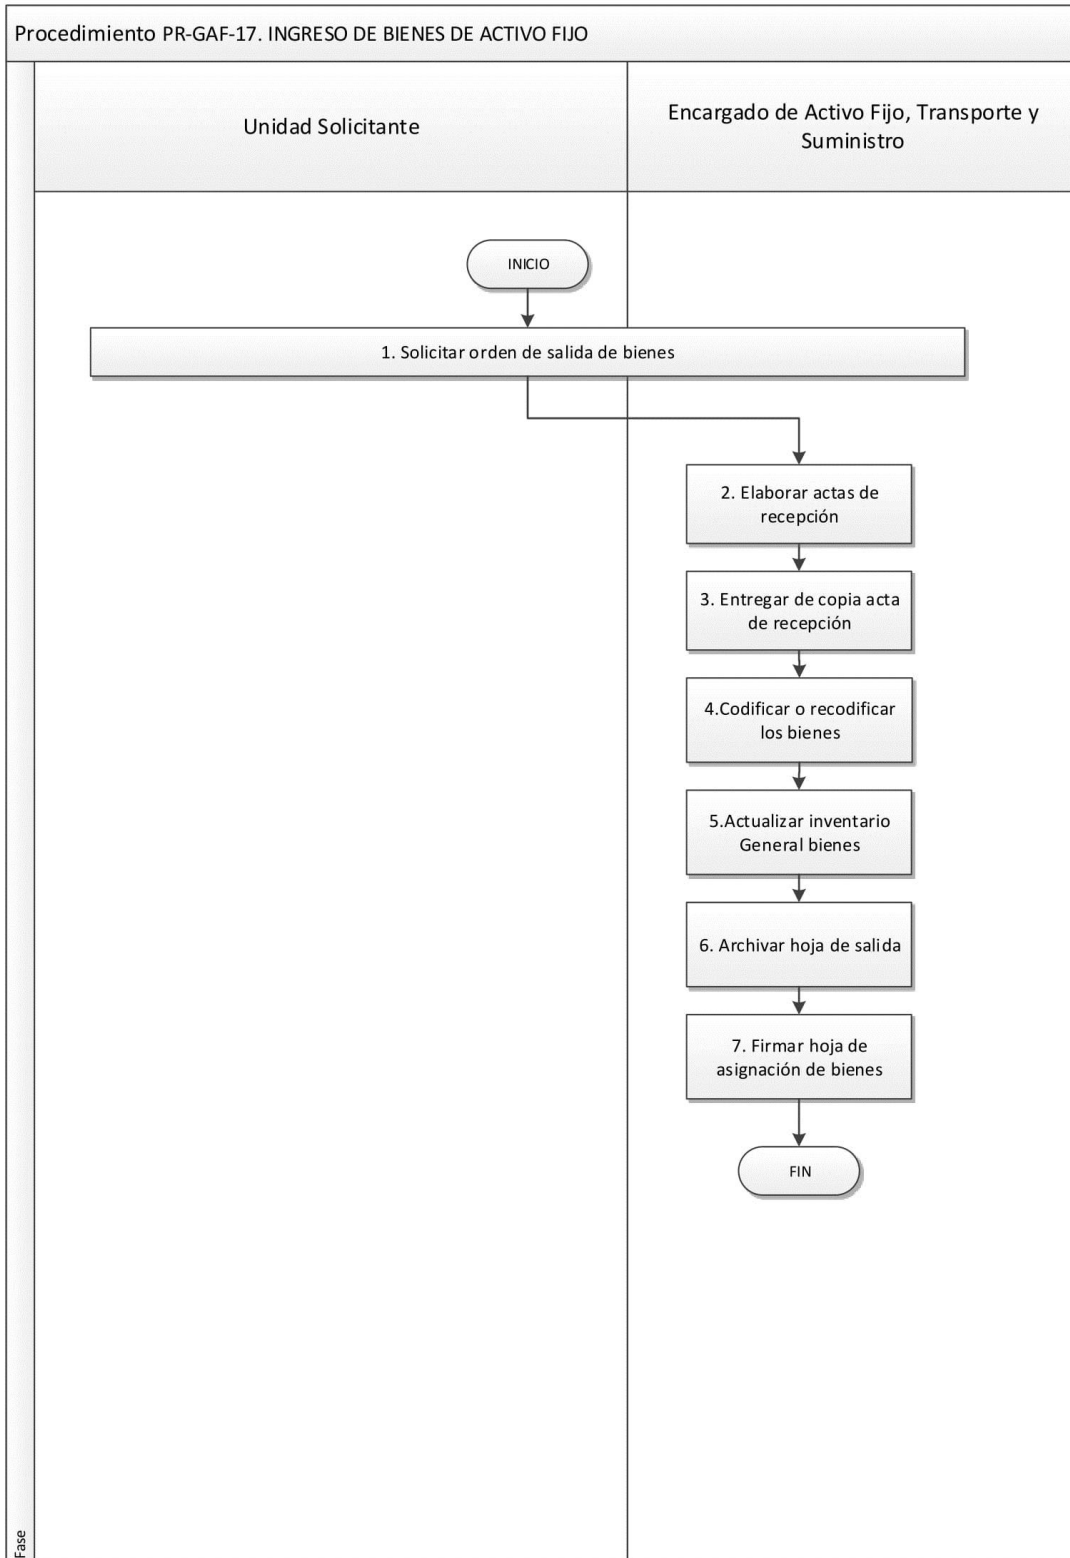 Procedimiento PR-GAF-17. INGRESO DE BIENES DE ACTIVO FIJO
Unidad Solicitante
Encargado de Activo Fijo, Transporte y
Suministro
INICIO
1. Solicitar orden de salida de bienes
2. Elaborar actas de
recepción
3. Entregar de copia acta
de recepción
4.Codificar o recodificar
los bienes
5.Actualizar inventario
General bienes
6. Archivar hoja de salida
7. Firmar hoja de
asignación de bienes
FIN
Fase